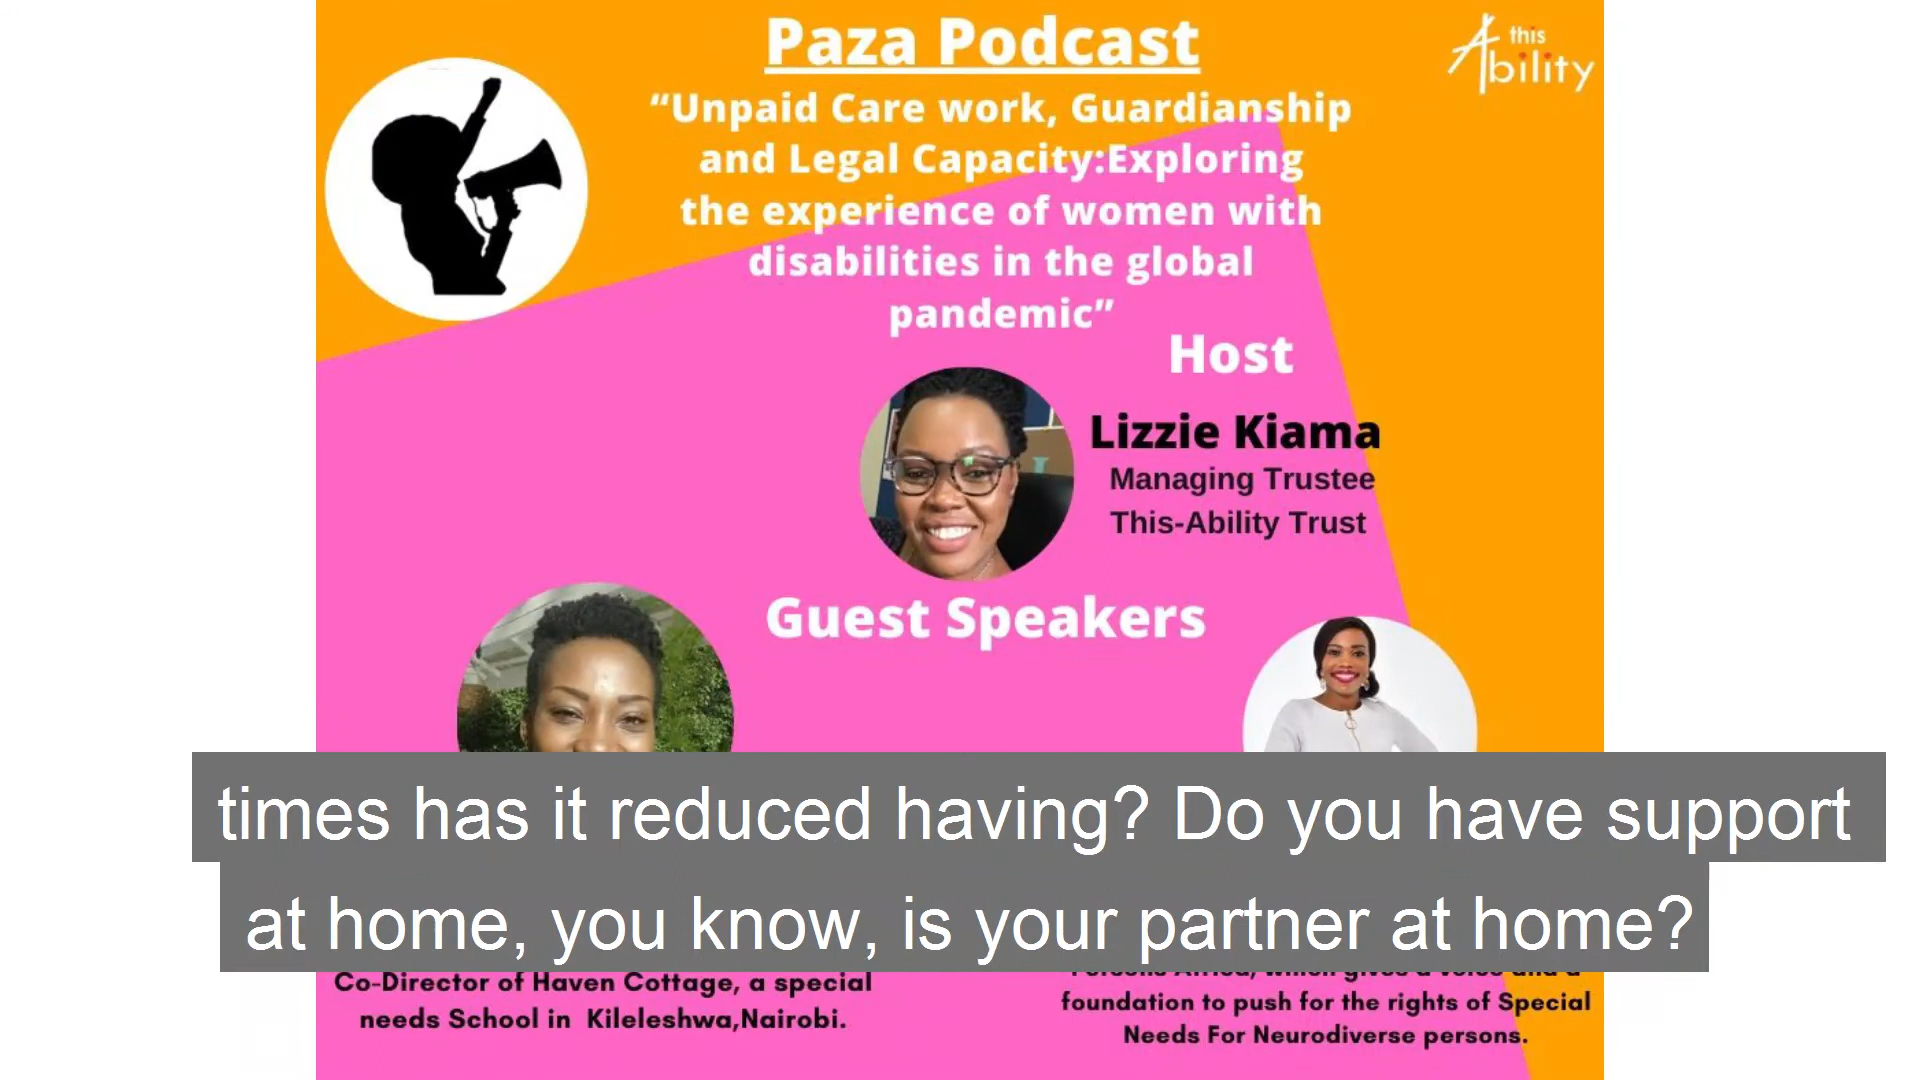 Paza Podcast
this
Ability
“Unpaid Care work, Guardianship
and Legal Capacity:Exploring
the experience of women with
disabilities in the global
pandemic”
Host
Lizzie Kiama
Managing Trustee
This-Ability Trust
Guest Speakers
times has it reduced having? Do you have support
at home, you know, is your partner at home?
Co-Director of Haven Cottage, a special
needs School in Kileleshwa,Nairobi.
foundation to push for the rights of Special
Needs For Neurodiverse persons.